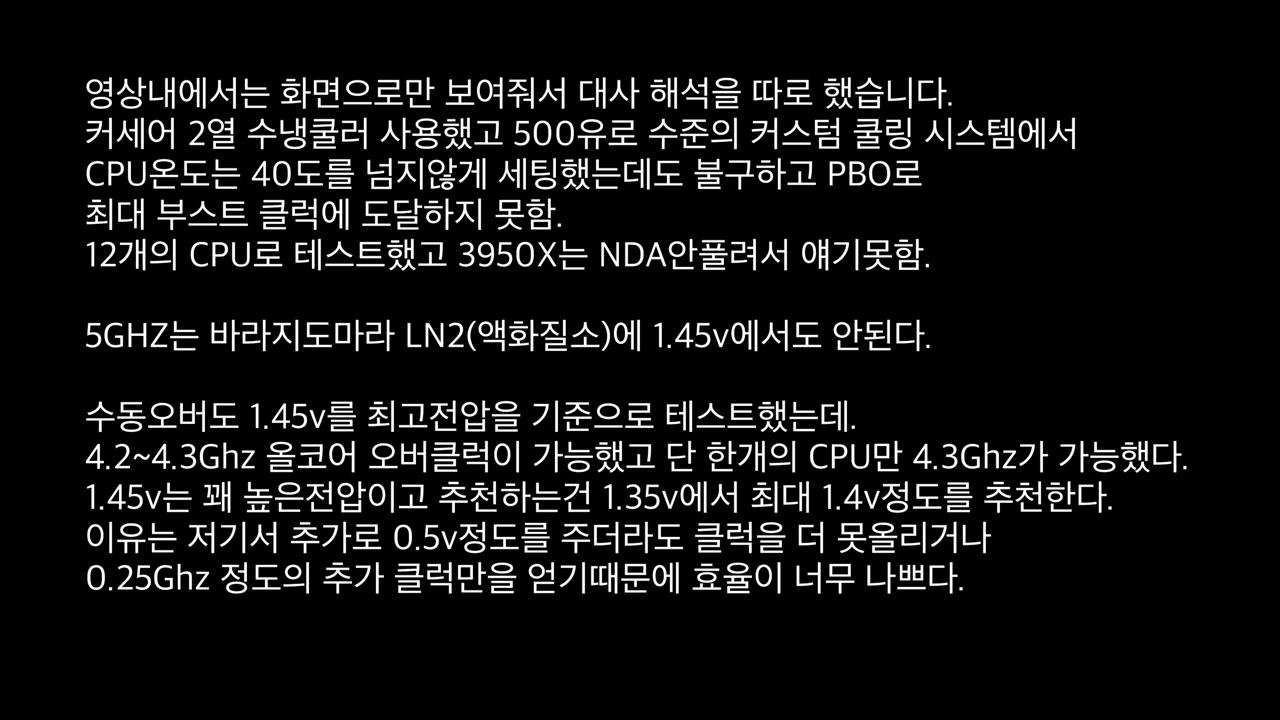 영상내에서는 화면으로만 보여줘서 대사 해석을 따로 했습니다.
커세어 2열 수냉쿨러 사용했고 500유로 수준의 커스텀 쿨링 시스템에서
CPU온도는 40도를 넘지않게 세팅했는데도 불구하고 PBO로
최대 부스트 클럭에 도달하지 못함.
12개의 CPU로 테스트했고 3950X는 NDA안풀려서 얘기못함.
5GHZ는 바라지도마라 LN2(액화질소)에 1.45v에서도 안된다.
수동오버도 1.45v를 최고전압을 기준으로 테스트했는데.
4.2~4.3Ghz 올코어 오버클럭이 가능했고 단 한개의 CPU만 4.3Ghz가 가능했다.
1.45v는 꽤 높은전압이고 추천하는건 1.35v에서 최대 1.4v정도를 추천한다.
이유는 저기서 추가로 0.5v정도를 주더라도 클럭을 더 못올리거나
0.25Ghz 정도의 추가 클럭만을 얻기때문에 효율이 너무 나쁘다.